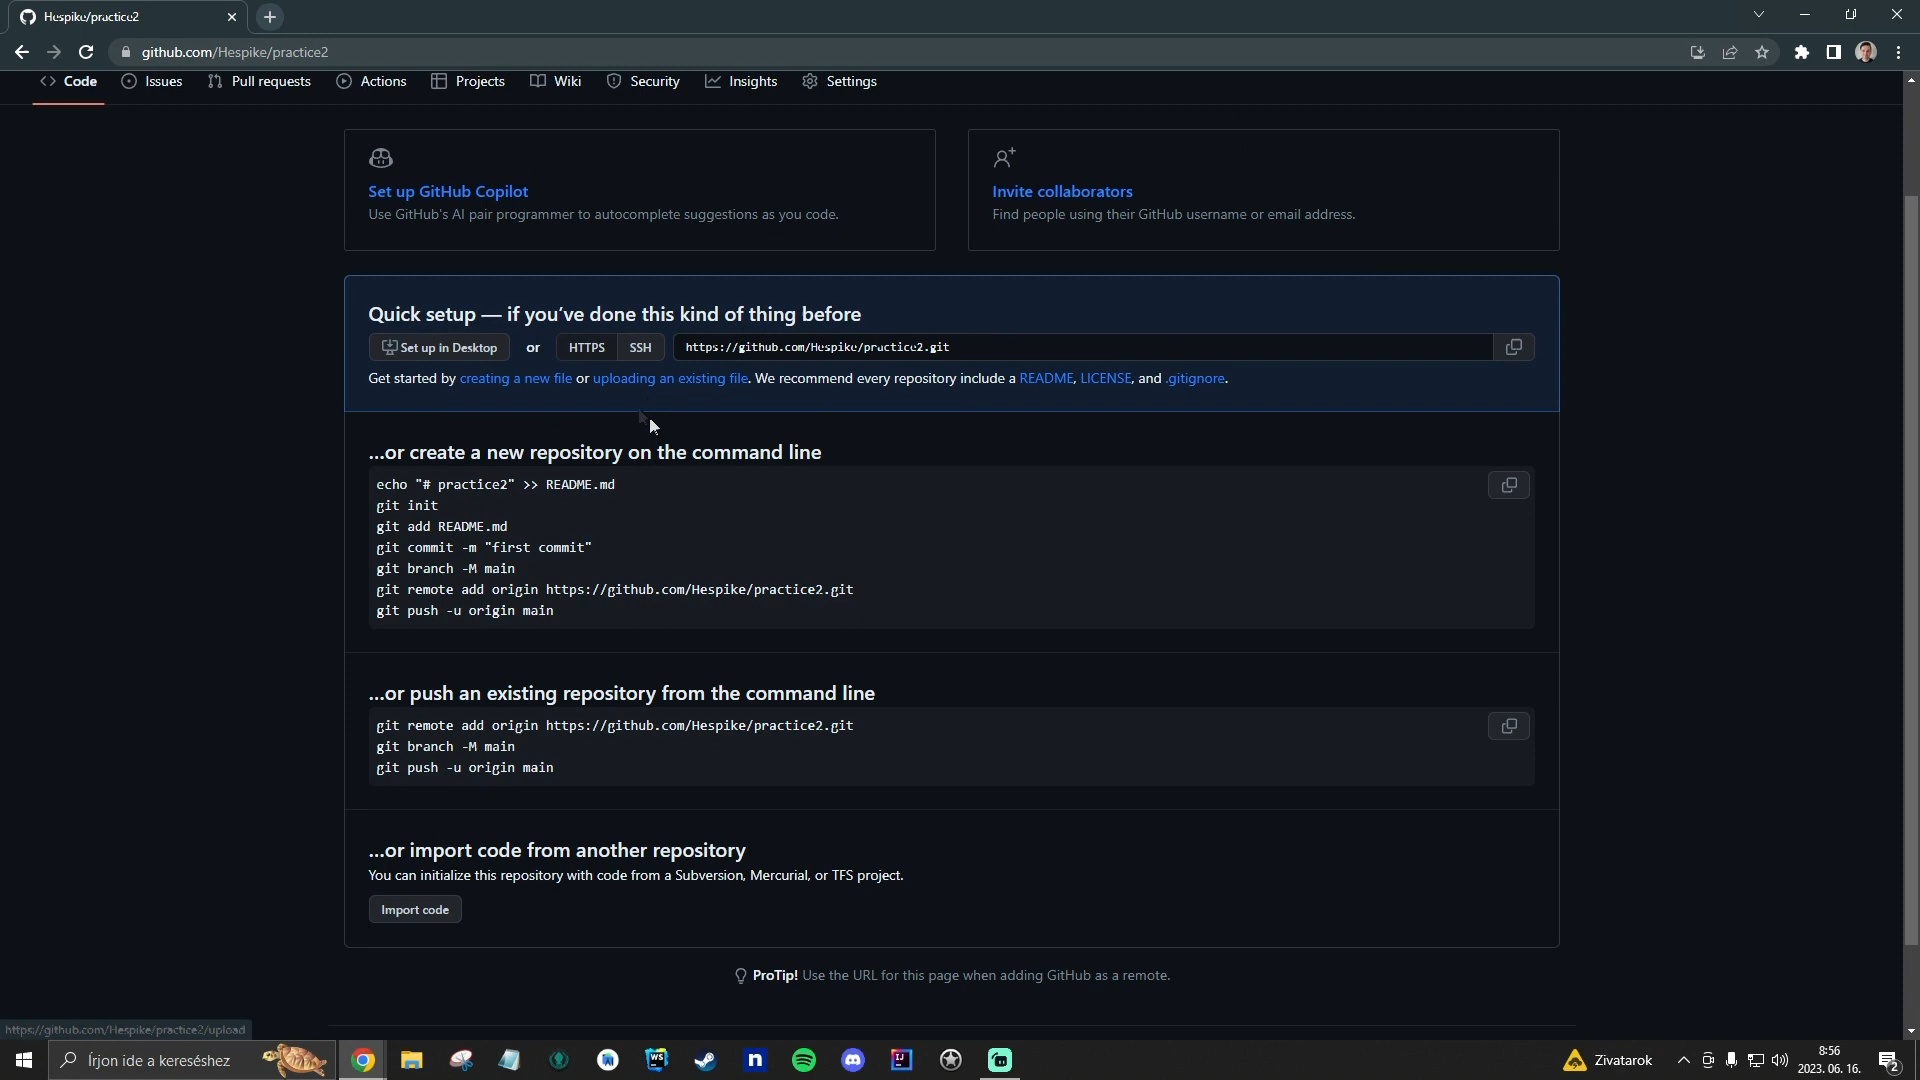 Hespike/practice2
github.com/Hespike/practice2
Code Issues Pull requests Actions Projects Wiki Security Insights Settings
Set up GitHub Copilot
Use GitHub's AI pair programmer to autocomplete suggestions as you code.
Invite collaborators
Find people using their GitHub username or email address.
Quick setup — if you've done this kind of thing before
Set up in Desktop or HTTPS SSH https://github.com/Hespike/practice2.git
Get started by creating a new file or uploading an existing file. We recommend every repository include a README, LICENSE, and .gitignore.
...or create a new repository on the command line
echo "# practice2" >> README.md
git init
git add README.md
git commit -m "first commit"
git branch -M main
git remote add origin https://github.com/Hespike/practice2.git
git push -u origin main
...or push an existing repository from the command line
git remote add origin https://github.com/Hespike/practice2.git
git branch -M main
git push -u origin main
...or import code from another repository
You can initialize this repository with code from a Subversion, Mercurial, or TFS project.
Import code
ProTip! Use the URL for this page when adding GitHub as a remote.
https://github.com/Hespike/practice2/upload
Írjon ide a kereséshez
WS
n
IJ
Zivatarok
8:56
2023. 06. 16.
2